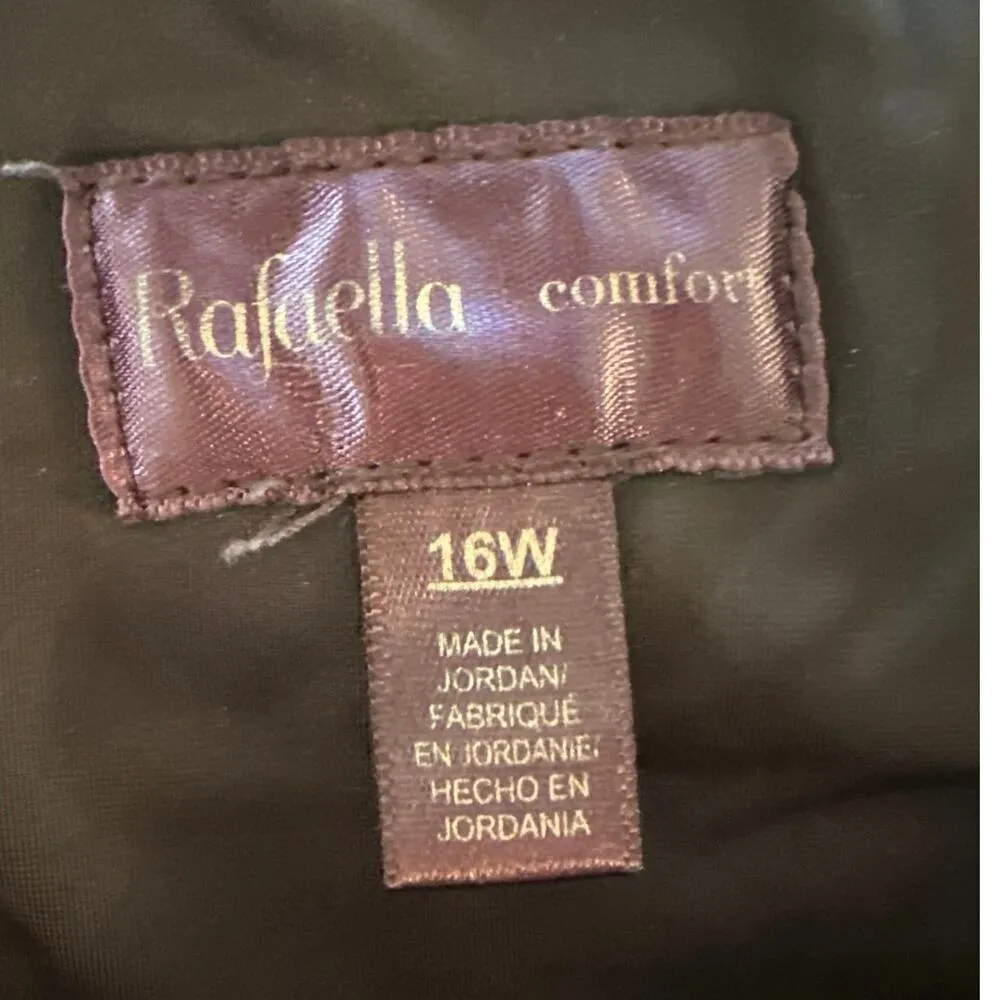 Rafaella comfort
16W
MADE IN
JORDAN/
FABRIQUÉ
EN JORDANIE/
HECHO EN
JORDANIA